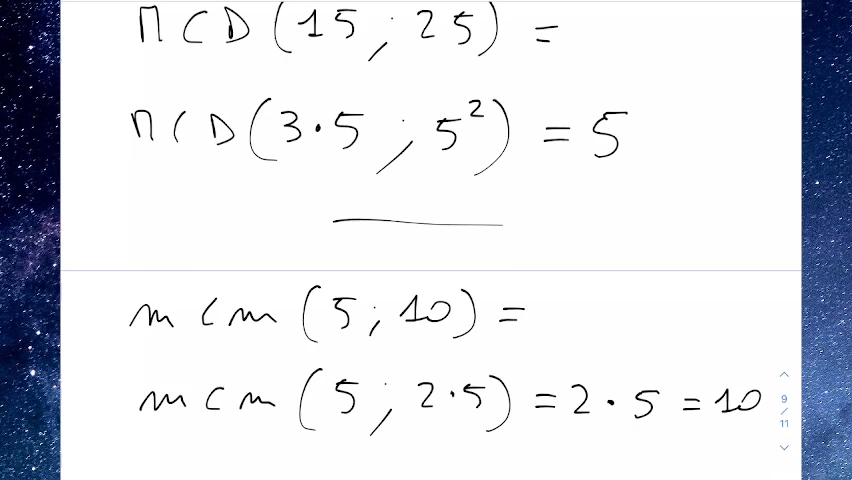 MCD(15; 25) =
MCD(3·5; 5²) = 5
mcm(5; 10) =
mcm(5; 2·5) = 2·5 = 10
9
/
11